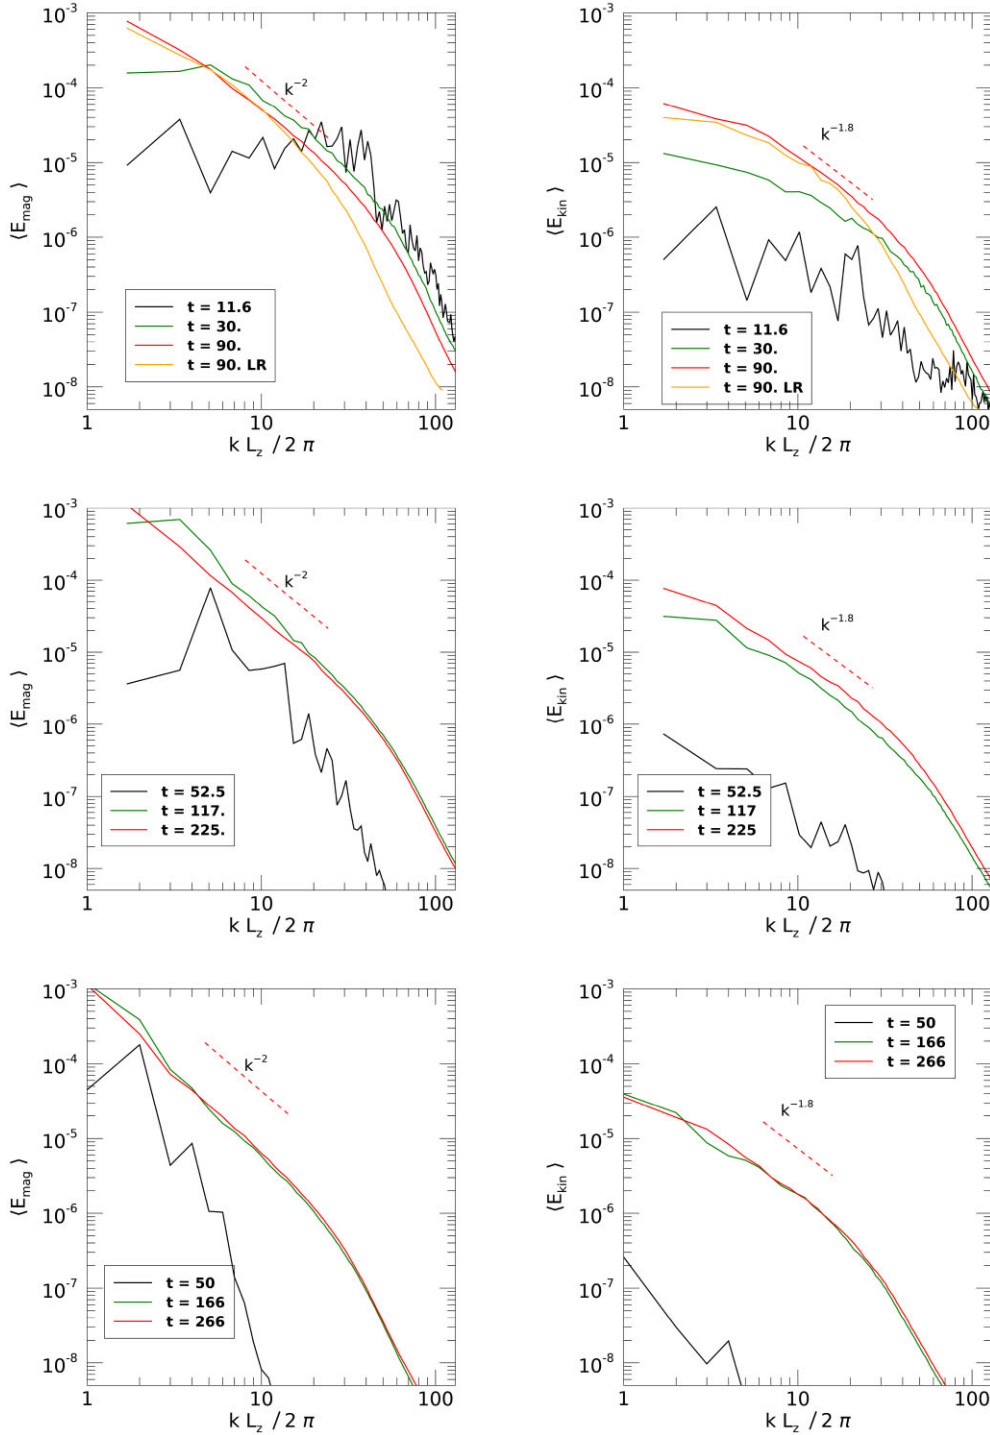 10⁻³
10⁻⁴
10⁻⁵
10⁻⁶
10⁻⁷
10⁻⁸
⟨E_mag⟩
k⁻²
t = 11.6
t = 30.
t = 90.
t = 90. LR
1 10 100
k L_z / 2 π
10⁻³
10⁻⁴
10⁻⁵
10⁻⁶
10⁻⁷
10⁻⁸
⟨E_kin⟩
k⁻¹·⁸
t = 11.6
t = 30.
t = 90.
t = 90. LR
1 10 100
k L_z / 2 π
10⁻³
10⁻⁴
10⁻⁵
10⁻⁶
10⁻⁷
10⁻⁸
⟨E_mag⟩
k⁻²
t = 52.5
t = 117.
t = 225.
1 10 100
k L_z / 2 π
10⁻³
10⁻⁴
10⁻⁵
10⁻⁶
10⁻⁷
10⁻⁸
⟨E_kin⟩
k⁻¹·⁸
t = 52.5
t = 117
t = 225
1 10 100
k L_z / 2 π
10⁻³
10⁻⁴
10⁻⁵
10⁻⁶
10⁻⁷
10⁻⁸
⟨E_mag⟩
k⁻²
t = 50
t = 166
t = 266
1 10 100
k L_z / 2 π
10⁻³
10⁻⁴
10⁻⁵
10⁻⁶
10⁻⁷
10⁻⁸
⟨E_kin⟩
k⁻¹·⁸
t = 50
t = 166
t = 266
1 10 100
k L_z / 2 π